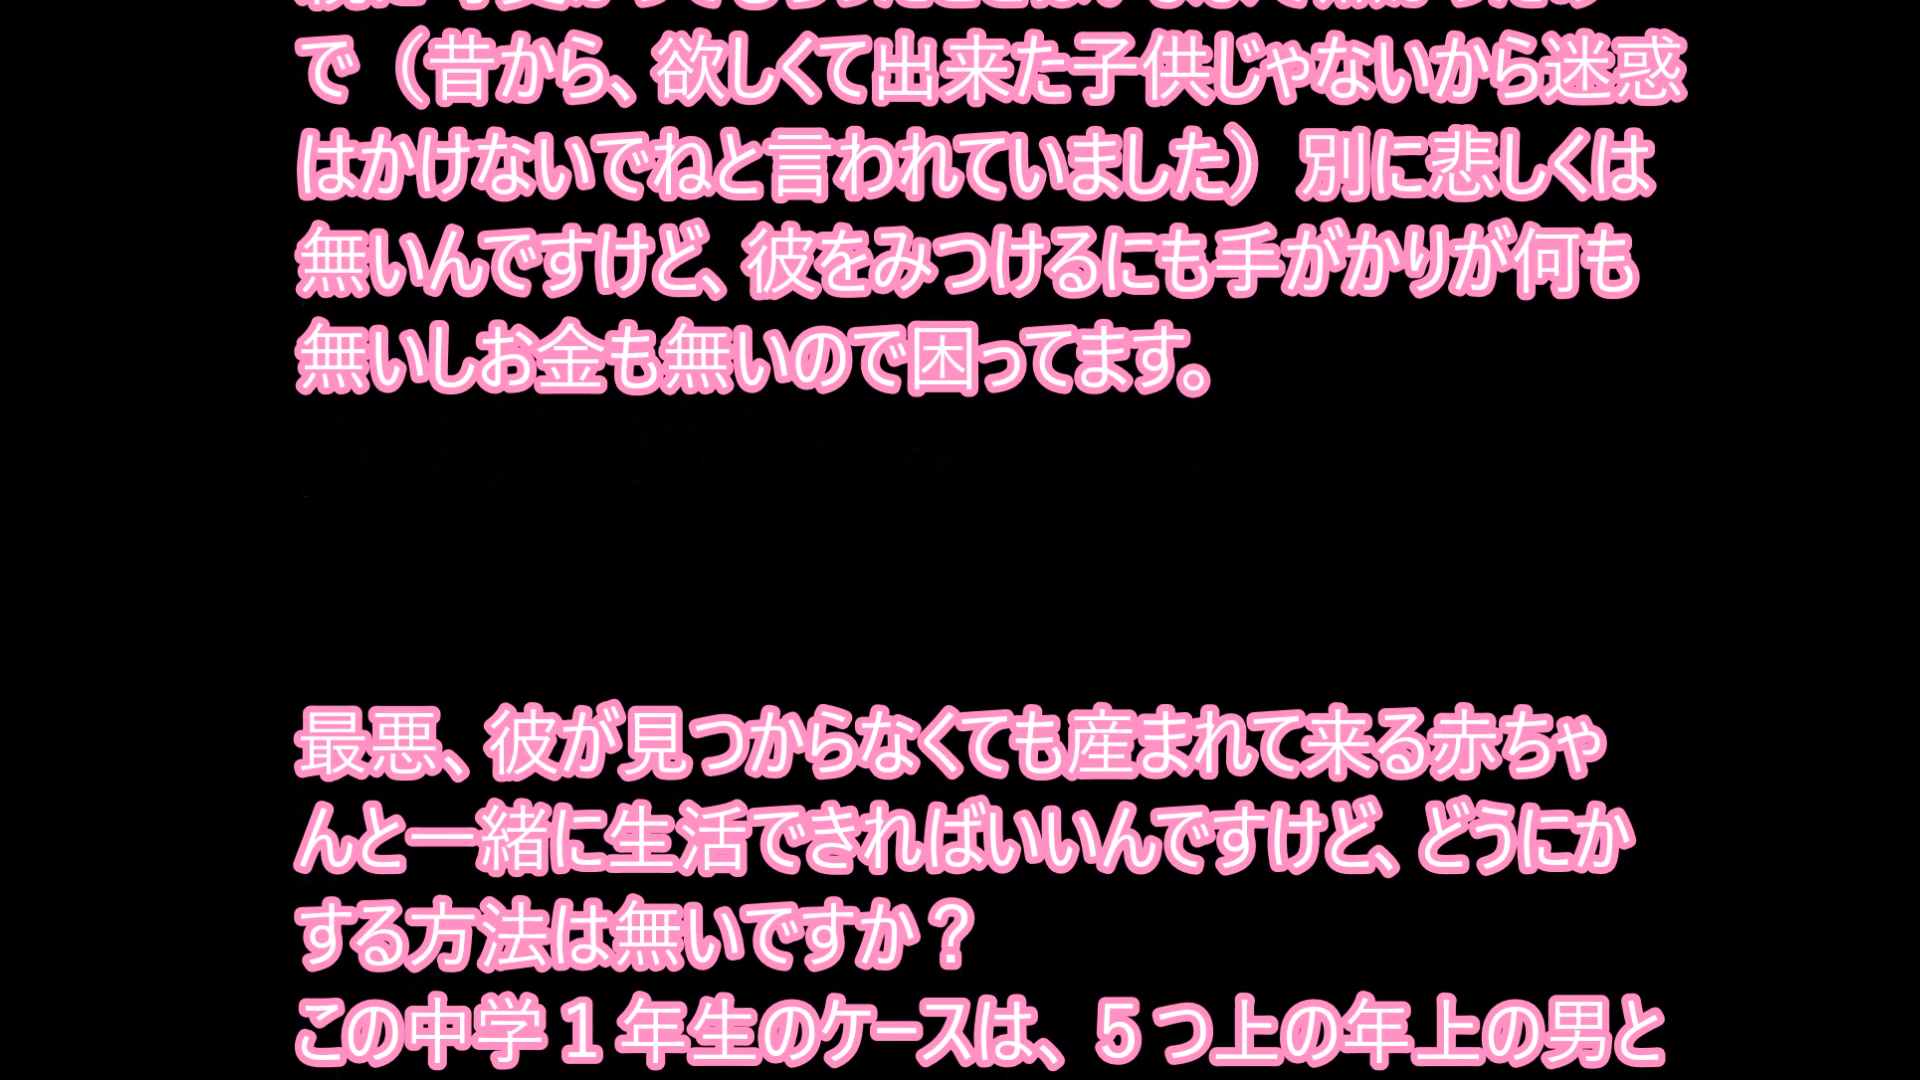 で（昔から、欲しくて出来た子供じゃないから迷惑
はかけないでねと言われていました）別に悲しくは
無いんですけど、彼をみつけるにも手がかりが何も
無いしお金も無いので困ってます。
最悪、彼が見つからなくても産まれて来る赤ちゃ
んと一緒に生活できればいいんですけど、どうにか
する方法は無いですか？
この中学１年生のケースは、５つ上の年上の男と